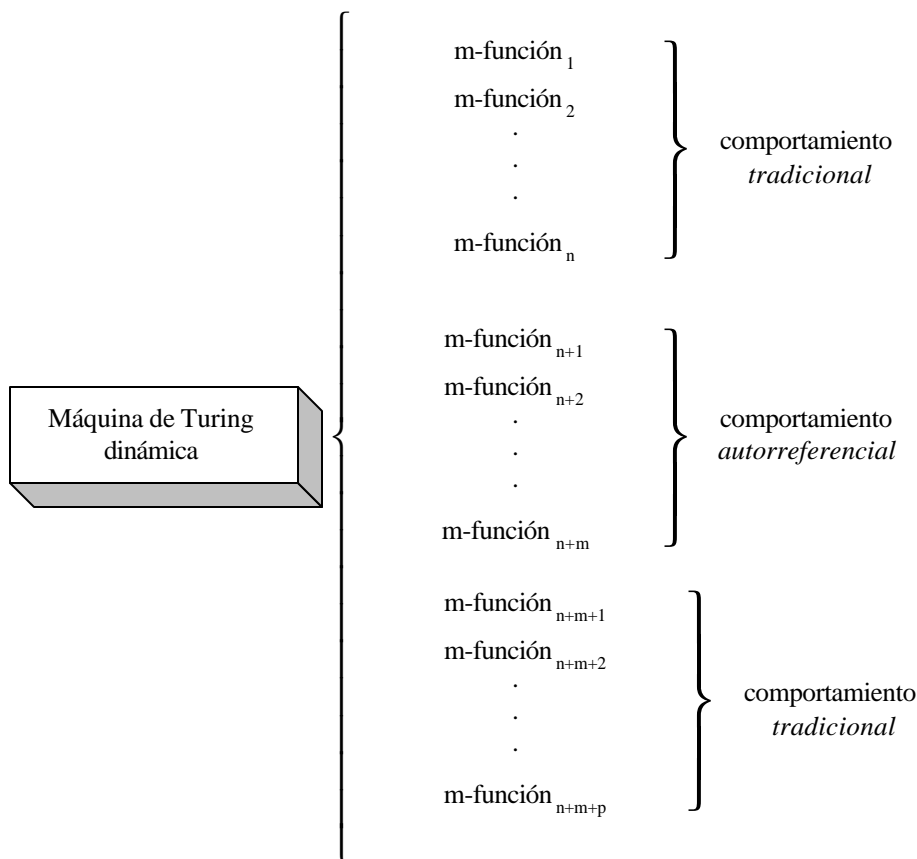 m-función 1
m-función 2
.
.
.
m-función n
comportamiento
tradicional
Máquina de Turing
dinámica
m-función n+1
m-función n+2
.
.
.
m-función n+m
comportamiento
autorreferencial
m-función n+m+1
m-función n+m+2
.
.
.
m-función n+m+p
comportamiento
tradicional